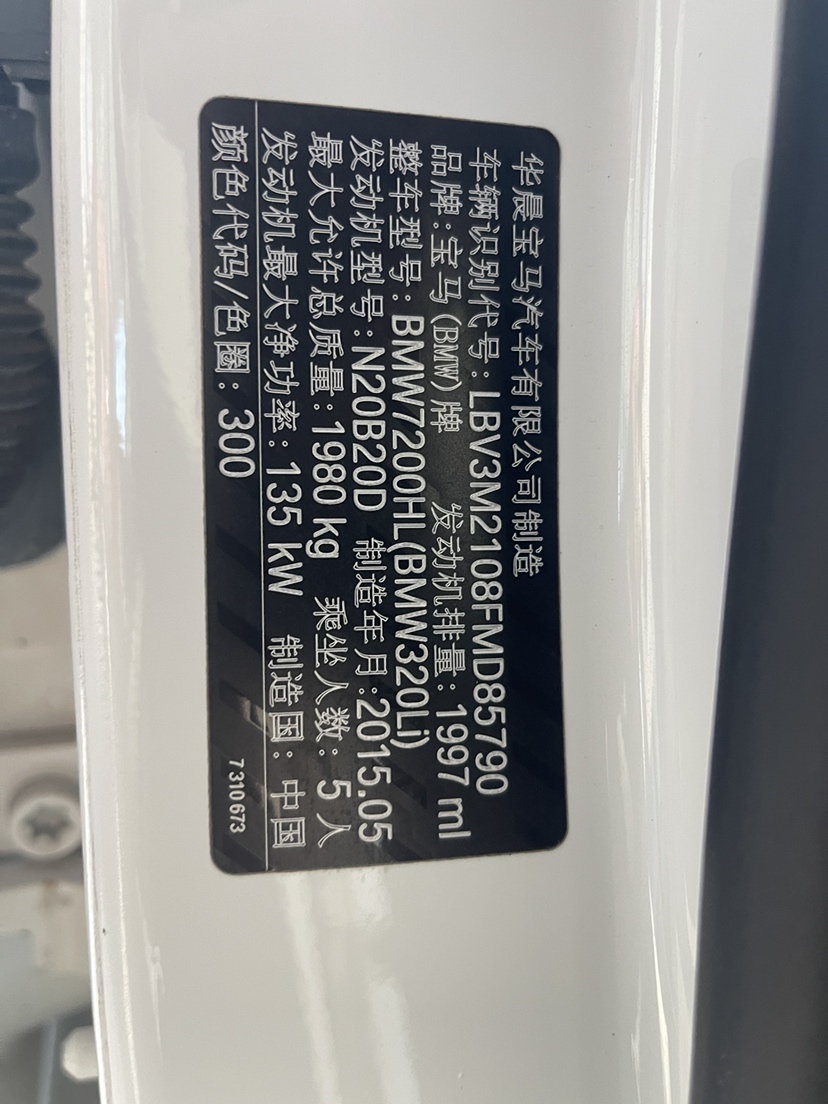 华晨宝马汽车有限公司制造
车辆识别代号：LBV3M2108FMD85790
品牌：宝马(BMW)牌 发动机排量：1997 ml
整车型号：BMW7200HL(BMW320Li)
发动机型号：N20B20D 制造年月：2015.05
最大允许总质量：1980 kg 乘坐人数：5 人
发动机最大净功率：135 kW 制造国：中国
颜色代码/色圈：300
7310673